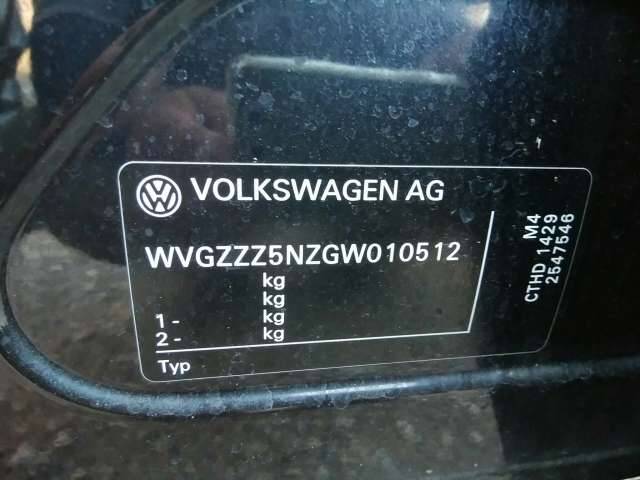 VOLKSWAGEN AG
WVGZZZ5NZGW010512
kg
kg
1 - kg
2 - kg
Typ
M4
CTHD 1429
2547546